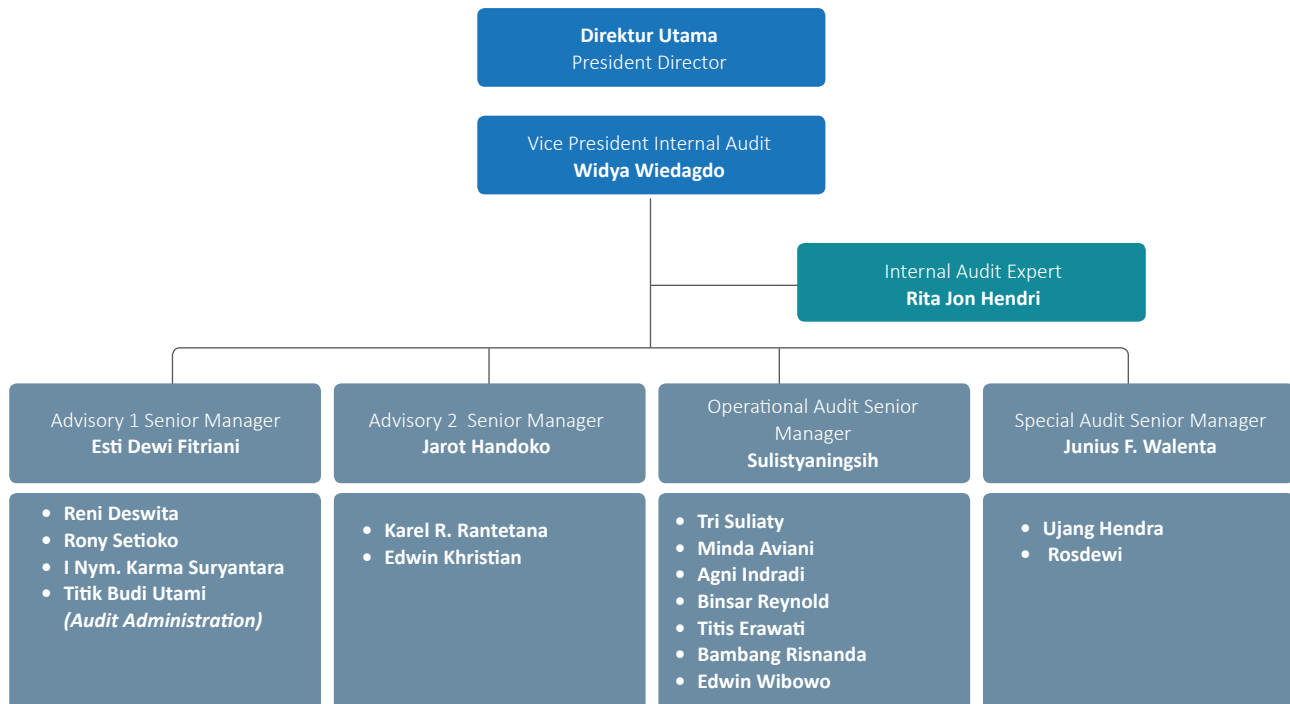 Direktur Utama
President Director
Vice President Internal Audit
Widya Wiedagdo
Internal Audit Expert
Rita Jon Hendri
Advisory 1 Senior Manager
Esti Dewi Fitriani
Advisory 2  Senior Manager
Jarot Handoko
Operational Audit Senior
Manager
Sulistyaningsih
Special Audit Senior Manager
Junius F. Walenta
• Reni Deswita
• Rony Setioko
• I Nym. Karma Suryantara
• Titik Budi Utami
(Audit Administration)
• Karel R. Rantetana
• Edwin Khristian
• Tri Suliaty
• Minda Aviani
• Agni Indradi
• Binsar Reynold
• Titis Erawati
• Bambang Risnanda
• Edwin Wibowo
• Ujang Hendra
• Rosdewi